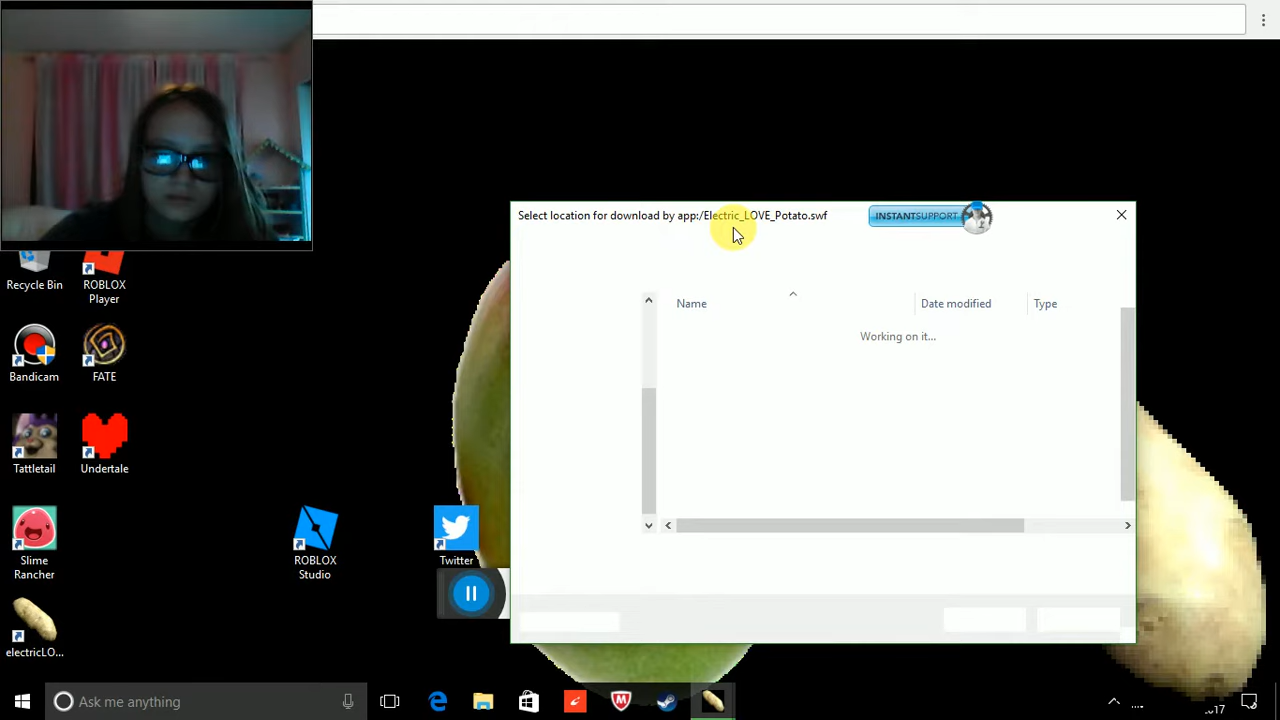 Select location for download by app:/Electric_LOVE_Potato.swf
INSTANTSUPPORT
Name
Date modified
Type
Working on it...
Recycle Bin
ROBLOX
Player
Bandicam
FATE
Tattletail
Undertale
Slime
Rancher
ROBLOX
Studio
Twitter
electricLO...
Ask me anything